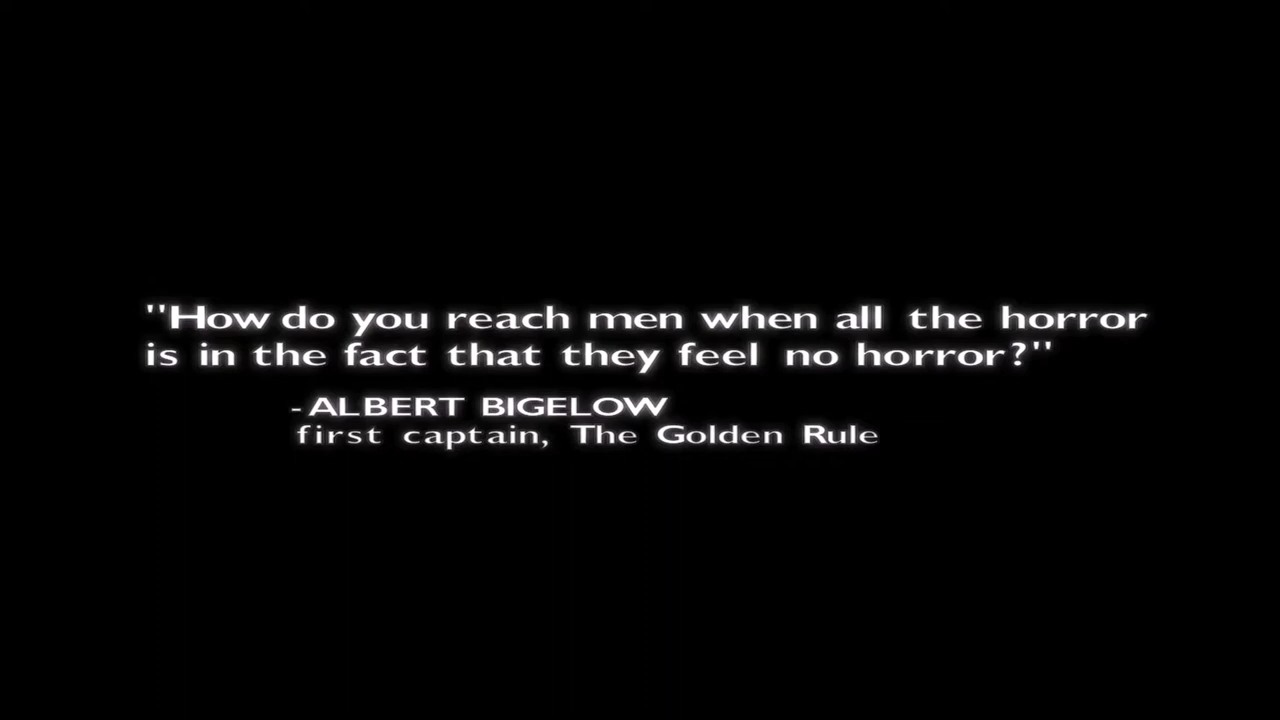 "How do you reach men when all the horror
is in the fact that they feel no horror?"
-ALBERT BIGELOW
first captain, The Golden Rule